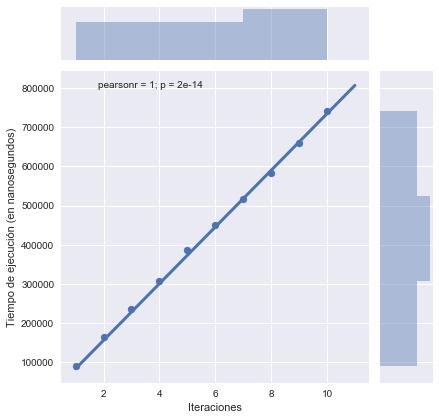 pearsonr = 1; p = 2e-14
800000
700000
600000
500000
400000
300000
200000
100000
Tiempo de ejecución (en nanosegundos)
2 4 6 8 10
Iteraciones